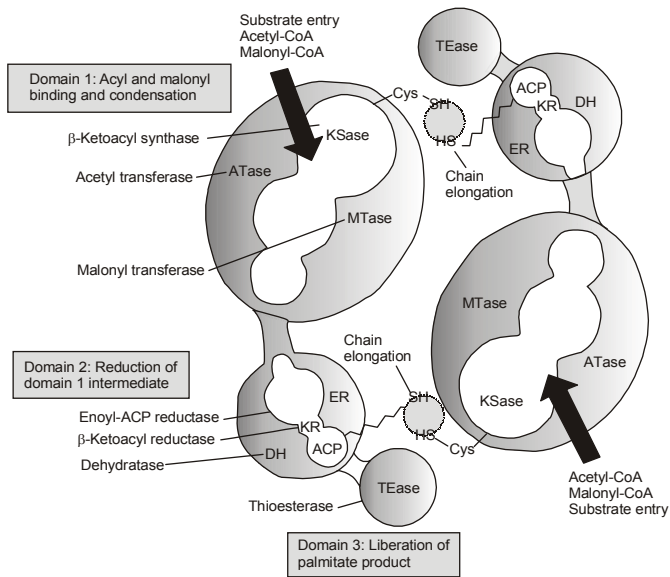 Substrate entry
Acetyl-CoA
Malonyl-CoA
TEase
Domain 1: Acyl and malonyl
binding and condensation
Cys
SH
ACP
KR
DH
β-Ketoacyl synthase
KSase
HS
ER
Acetyl transferase
ATase
Chain
elongation
MTase
Malonyl transferase
MTase
Chain
elongation
ATase
Domain 2: Reduction of
domain 1 intermediate
ER
SH
KSase
Enoyl-ACP reductase
KR
β-Ketoacyl reductase
HS
Cys
DH
ACP
Dehydratase
Acetyl-CoA
Malonyl-CoA
Substrate entry
TEase
Thioesterase
Domain 3: Liberation of
palmitate product